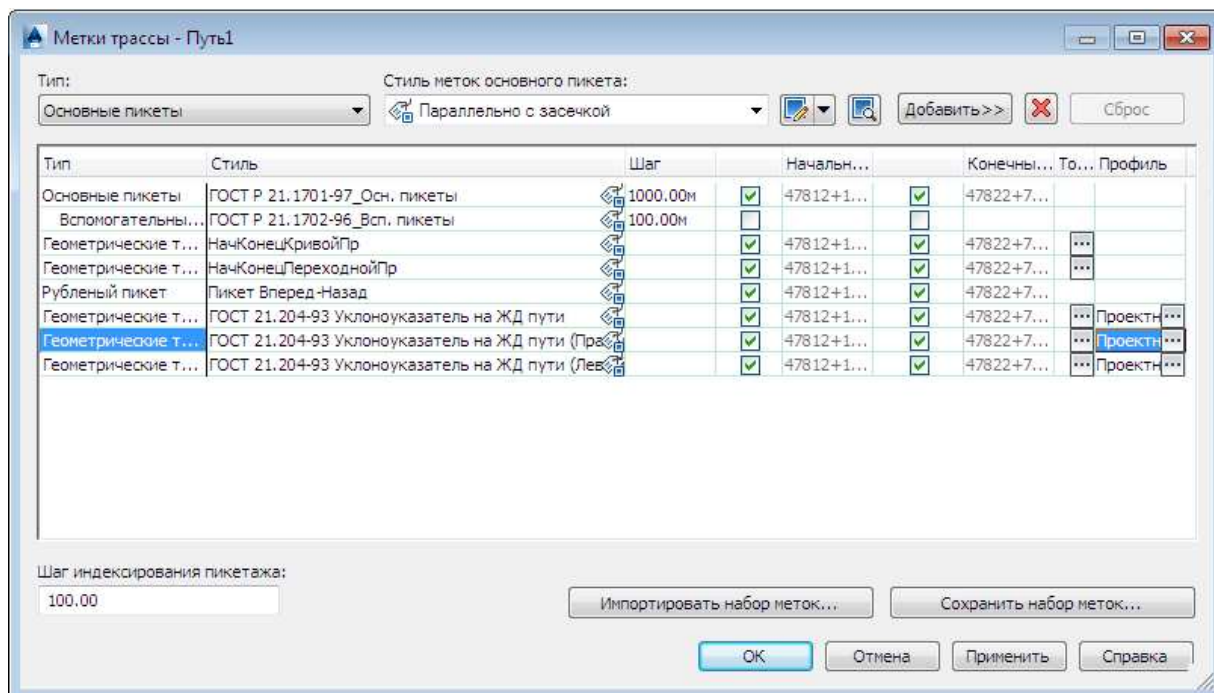 Метки трассы - Путь1
Тип: Стиль меток основного пикета:
Основные пикеты Параллельно с засечкой Добавить>> Сброс
Тип Стиль Шаг Начальн... Конечны... То... Профиль
Основные пикеты ГОСТ Р 21.1701-97_Осн. пикеты 1000.00м 47812+1... 47822+7...
Вспомогательны... ГОСТ Р 21.1702-96_Всп. пикеты 100.00м
Геометрические т... НачКонецКривойПр 47812+1... 47822+7... ...
Геометрические т... НачКонецПереходнойПр 47812+1... 47822+7... ...
Рубленый пикет Пикет Вперед-Назад 47812+1... 47822+7...
Геометрические т... ГОСТ 21.204-93 Уклоноуказатель на ЖД пути 47812+1... 47822+7... ... Проектн ...
Геометрические т... ГОСТ 21.204-93 Уклоноуказатель на ЖД пути (Пра 47812+1... 47822+7... ... Проектн ...
Геометрические т... ГОСТ 21.204-93 Уклоноуказатель на ЖД пути (Лев 47812+1... 47822+7... ... Проектн ...
Шаг индексирования пикетажа:
100.00 Импортировать набор меток... Сохранить набор меток...
ОК Отмена Применить Справка